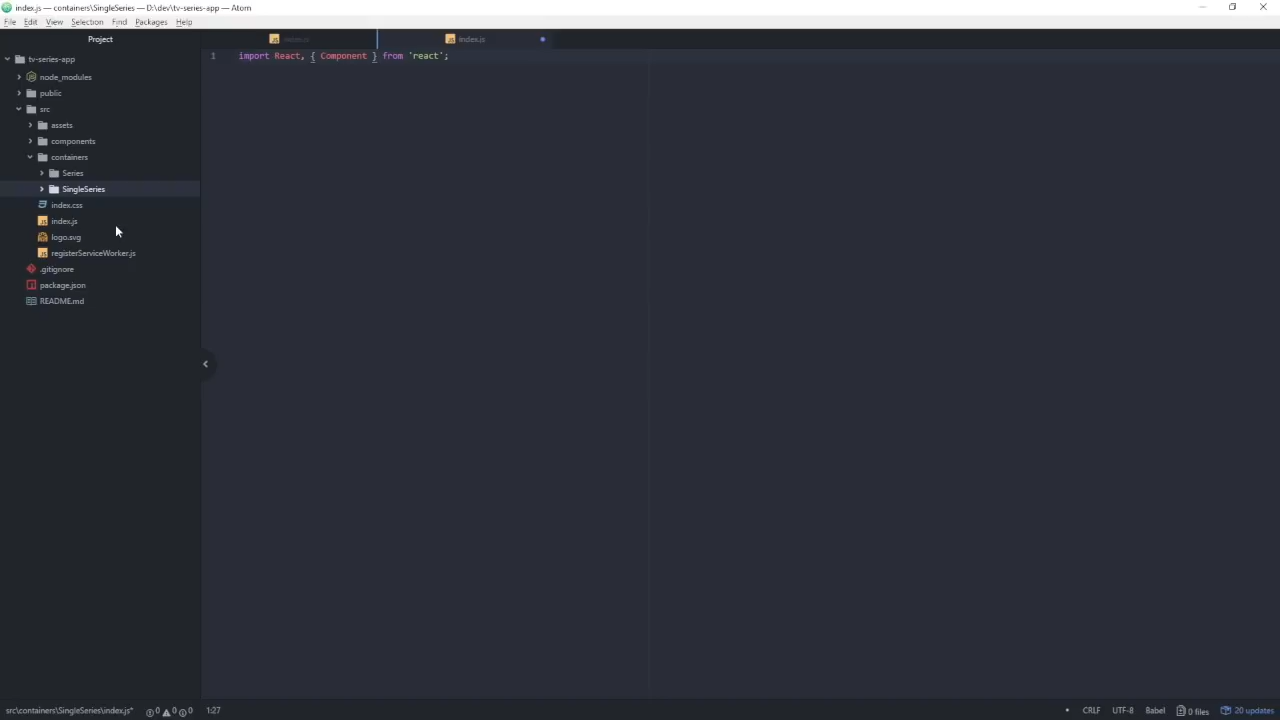 index.js — containers\SingleSeries — D:\dev\tv-series-app — Atom
File Edit View Selection Find Packages Help
Project
index.js
tv-series-app
import React, { Component } from 'react';
1
node_modules
public
src
assets
components
containers
Series
SingleSeries
index.css
index.js
logo.svg
registerServiceWorker.js
.gitignore
package.json
README.md
src\containers\SingleSeries\index.js* 0 0 0 1:27 CRLF UTF-8 Babel 0 files 20 updates